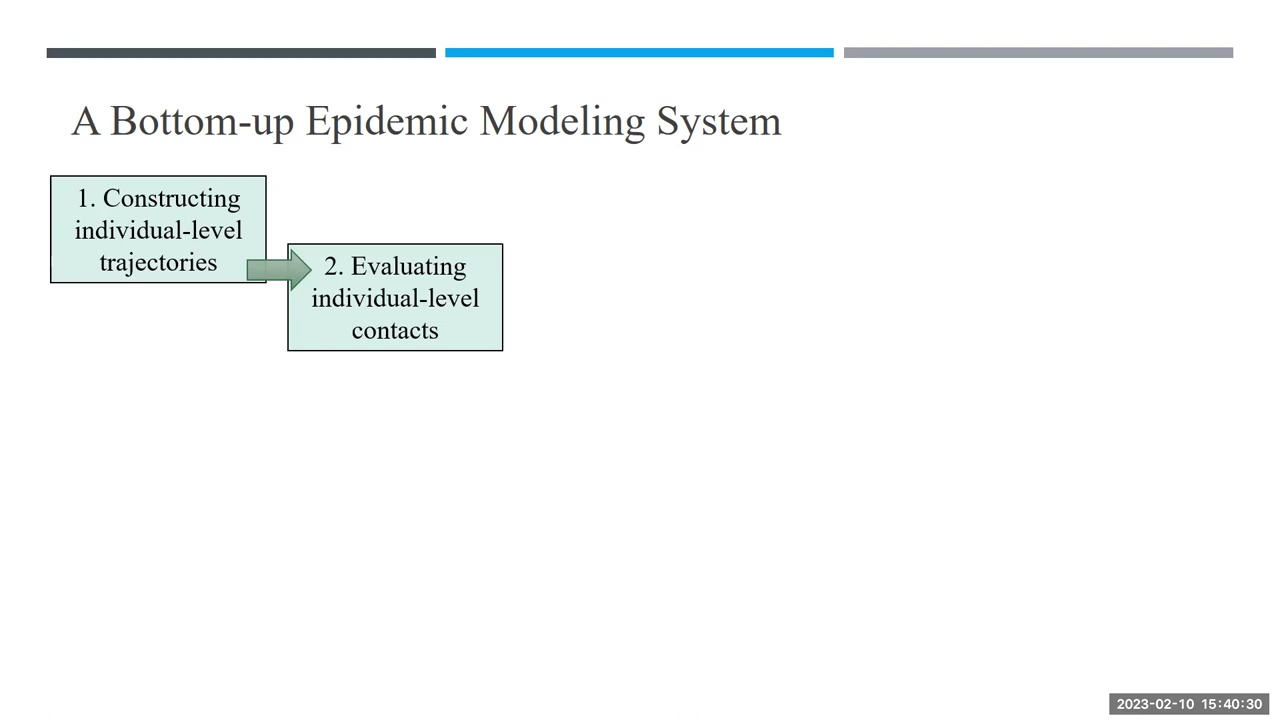 A Bottom-up Epidemic Modeling System
1. Constructing
individual-level
trajectories
2. Evaluating
individual-level
contacts
2023-02-10 15:40:30